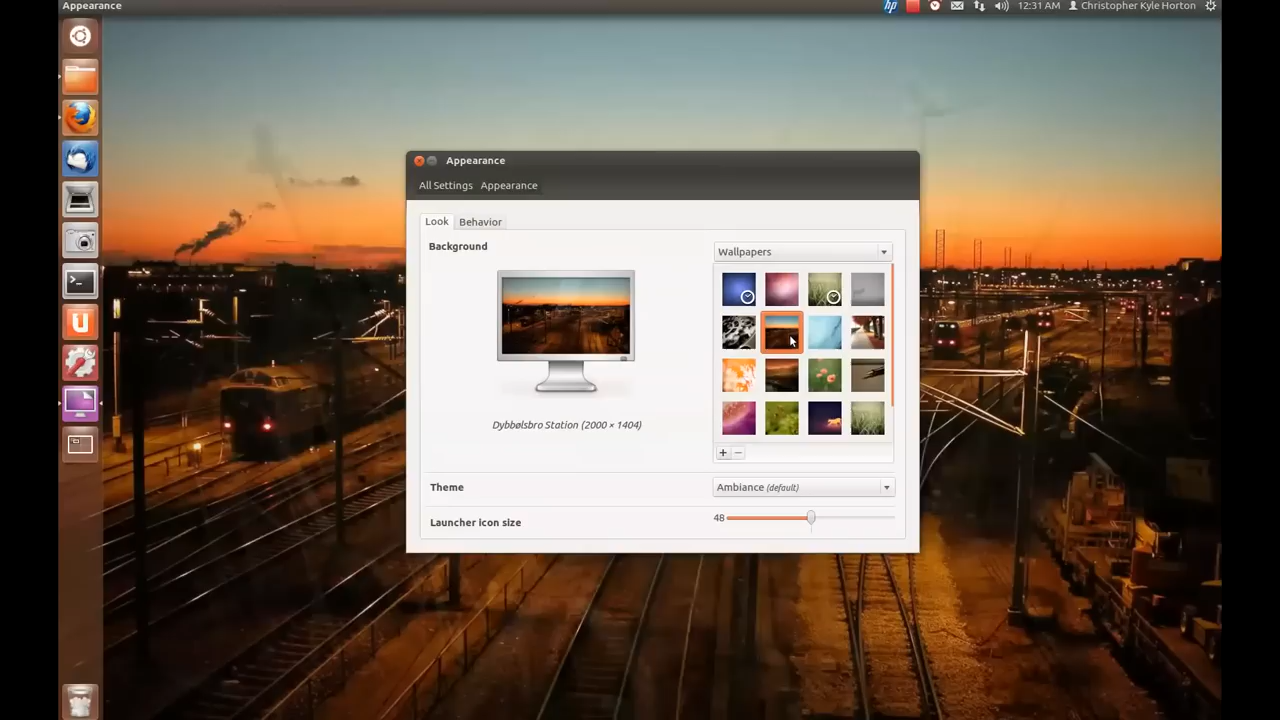 Appearance
hp
12:31 AM
Christopher Kyle Horton
Appearance
All Settings Appearance
Look Behavior
Background
Wallpapers
Dybbølsbro Station (2000 × 1404)
Theme
Ambiance (default)
Launcher icon size
48